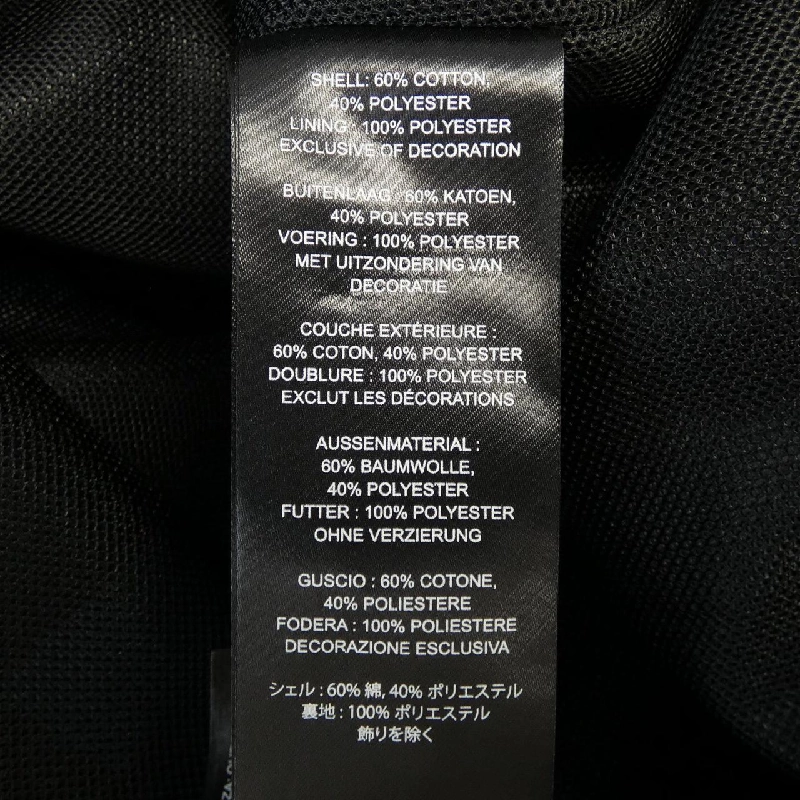 SHELL: 60% COTTON,
40% POLYESTER
LINING : 100% POLYESTER
EXCLUSIVE OF DECORATION
BUITENLAAG : 60% KATOEN,
40% POLYESTER
VOERING : 100% POLYESTER
MET UITZONDERING VAN
DECORATIE
COUCHE EXTÉRIEURE :
60% COTON, 40% POLYESTER
DOUBLURE : 100% POLYESTER
EXCLUT LES DÉCORATIONS
AUSSENMATERIAL :
60% BAUMWOLLE,
40% POLYESTER
FUTTER : 100% POLYESTER
OHNE VERZIERUNG
GUSCIO : 60% COTONE,
40% POLIESTERE
FODERA : 100% POLIESTERE
DECORAZIONE ESCLUSIVA
シェル : 60% 綿, 40% ポリエステル
裏地 : 100% ポリエステル
飾りを除く